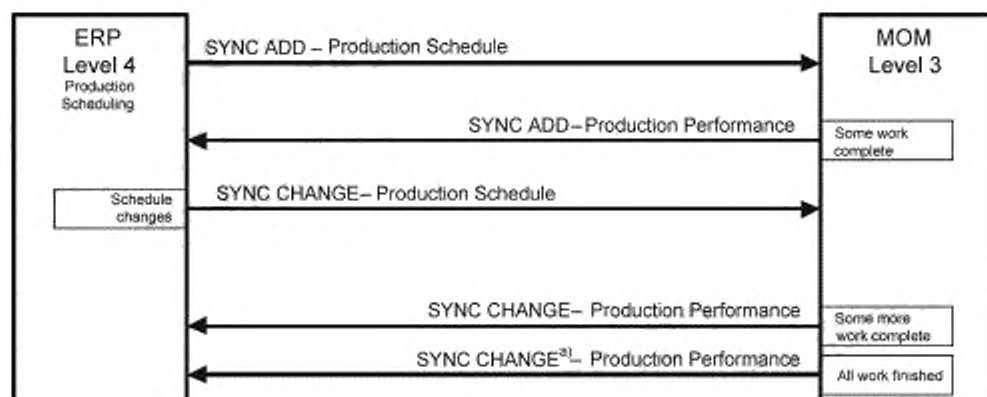 ERP
Level 4
Production
Scheduling
SYNC ADD – Production Schedule
MOM
Level 3
SYNC ADD–Production Performance
Some work
complete
Schedule
changes
SYNC CHANGE– Production Schedule
SYNC CHANGE– Production Performance
Some more
work complete
SYNC CHANGEa)– Production Performance
All work finished